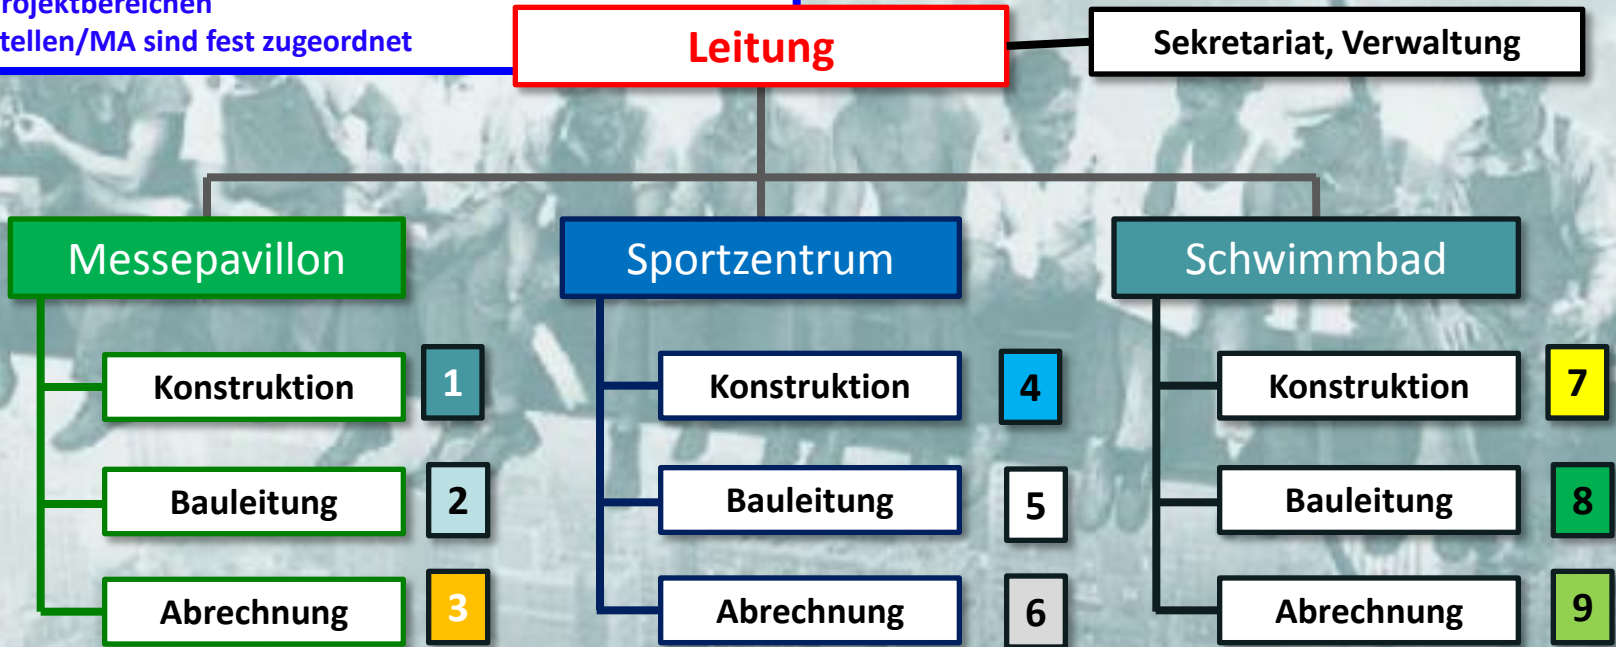 rojektbereichen
tellen/MA sind fest zugeordnet
Leitung
Sekretariat, Verwaltung
Messepavillon
Sportzentrum
Schwimmbad
Konstruktion 1
Konstruktion 4
Konstruktion 7
Bauleitung 2
Bauleitung 5
Bauleitung 8
Abrechnung 3
Abrechnung 6
Abrechnung 9